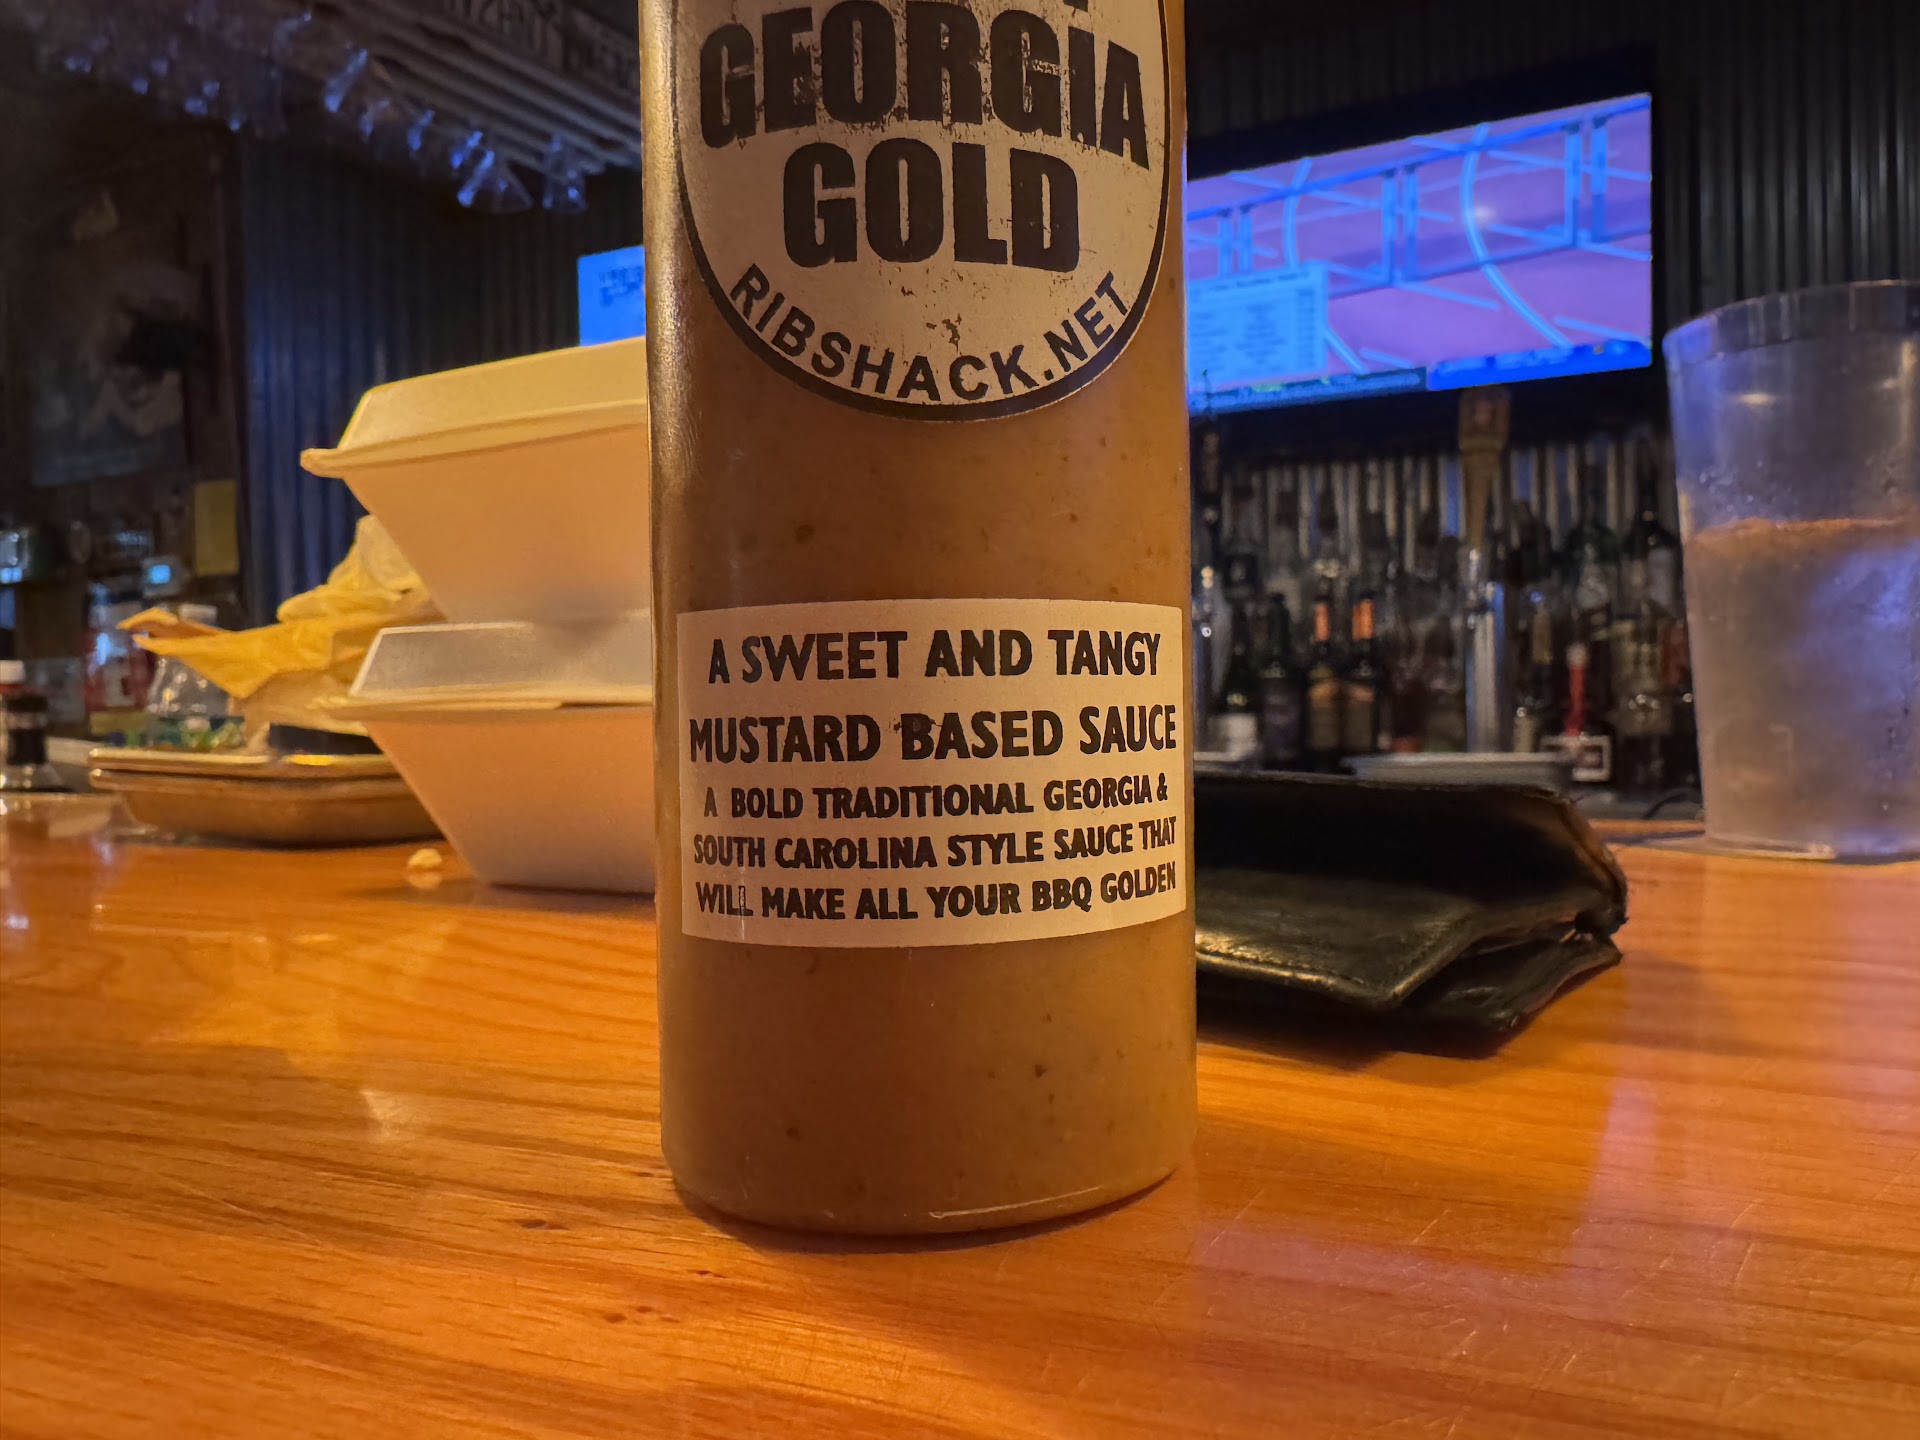 GEORGIA
GOLD
RIBSHACK.NET
A SWEET AND TANGY
MUSTARD BASED SAUCE
A BOLD TRADITIONAL GEORGIA &
SOUTH CAROLINA STYLE SAUCE THAT
WILL MAKE ALL YOUR BBQ GOLDEN